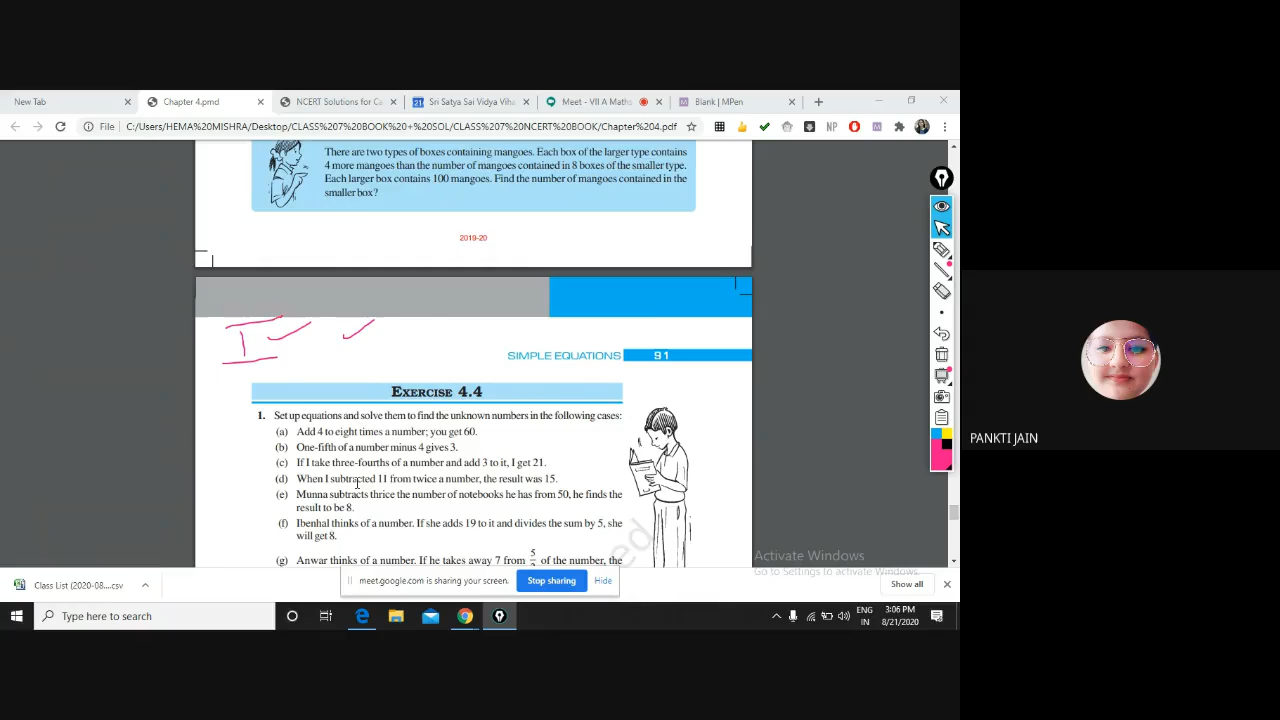 New Tab
Chapter 4.pmd
NCERT Solutions for Ca
Sri Satya Sai Vidya Viha
Meet - VII A Maths
Blank | MPen
File
C:/Users/HEMA%20MISHRA/Desktop/CLASS%207%20BOOK%20+%20SOL/CLASS%207%20NCERT%20BOOK/Chapter%204.pdf
NP
There are two types of boxes containing mangoes. Each box of the larger type contains
4 more mangoes than the number of mangoes contained in 8 boxes of the smaller type.
Each larger box contains 100 mangoes. Find the number of mangoes contained in the
smaller box?
2019-20
I
SIMPLE EQUATIONS 91
EXERCISE 4.4
1. Set up equations and solve them to find the unknown numbers in the following cases:
(a) Add 4 to eight times a number; you get 60.
(b) One-fifth of a number minus 4 gives 3.
(c) If I take three-fourths of a number and add 3 to it, I get 21.
(d) When I subtracted 11 from twice a number, the result was 15.
(e) Munna subtracts thrice the number of notebooks he has from 50, he finds the
result to be 8.
(f) Ibenhal thinks of a number. If she adds 19 to it and divides the sum by 5, she
will get 8.
(g) Anwar thinks of a number. If he takes away 7 from 5 of the number, the
PANKTI JAIN
Activate Windows
Go to Settings to activate Windows.
Class List (2020-08....csv
meet.google.com is sharing your screen.
Stop sharing
Hide
Show all
Type here to search
ENG
IN
3:06 PM
8/21/2020